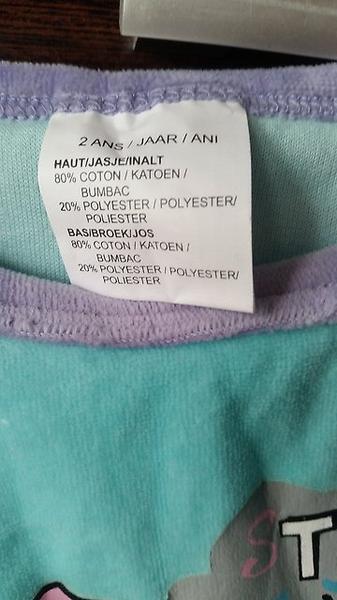 2 ANS / JAAR / ANI
HAUT/JASJE/INALT
80% COTON / KATOEN /
BUMBAC
20% POLYESTER / POLYESTER/
POLIESTER
BAS/BROEK/JOS
80% COTON / KATOEN /
BUMBAC
20% POLYESTER / POLYESTER/
POLIESTER
ST